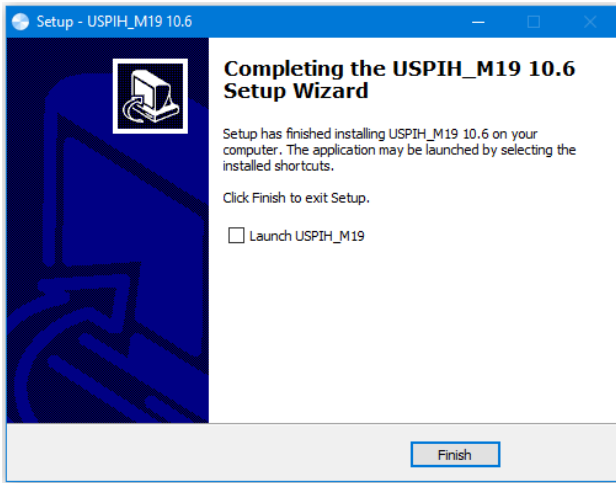 Setup - USPIH_M19 10.6
Completing the USPIH_M19 10.6
Setup Wizard
Setup has finished installing USPIH_M19 10.6 on your
computer. The application may be launched by selecting the
installed shortcuts.
Click Finish to exit Setup.
Launch USPIH_M19
Finish